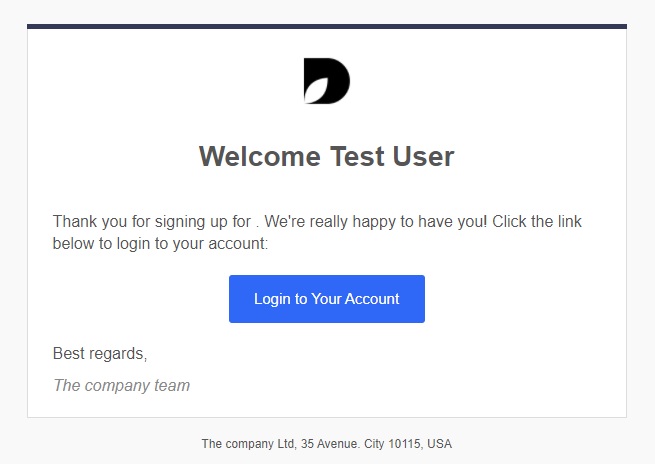 Welcome Test User
Thank you for signing up for . We're really happy to have you! Click the link
below to login to your account:
Login to Your Account
Best regards,
The company team
The company Ltd, 35 Avenue. City 10115, USA